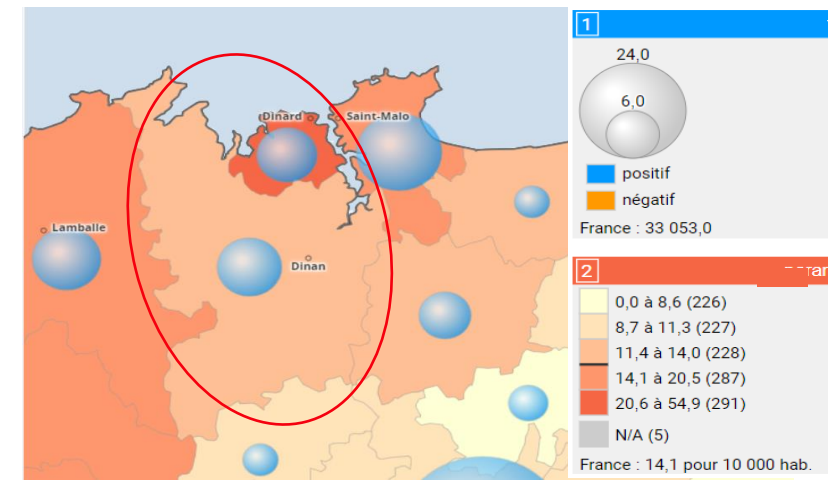 Dinard
Saint-Malo
Lamballe
Dinan
1
24,0
6,0
positif
négatif
France : 33 053,0
2
0,0 à 8,6 (226)
8,7 à 11,3 (227)
11,4 à 14,0 (228)
14,1 à 20,5 (287)
20,6 à 54,9 (291)
N/A (5)
France : 14,1 pour 10 000 hab.